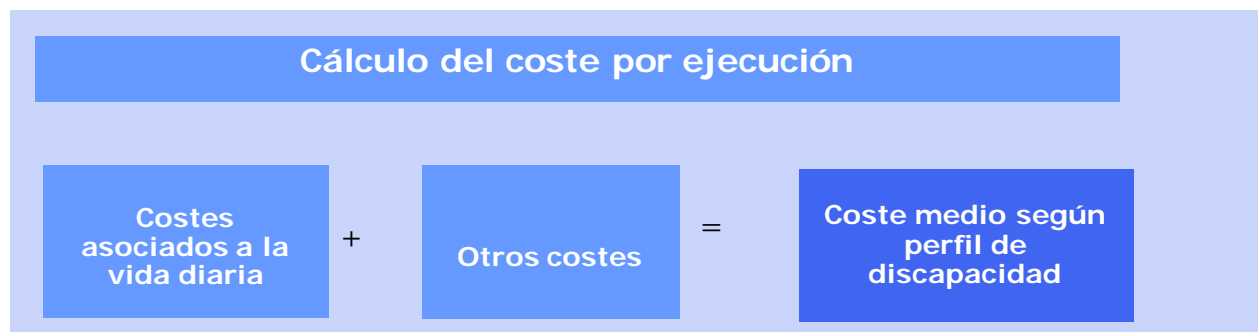 Cálculo del coste por ejecución
Costes
asociados a la
vida diaria
+
Otros costes
=
Coste medio según
perfil de
discapacidad